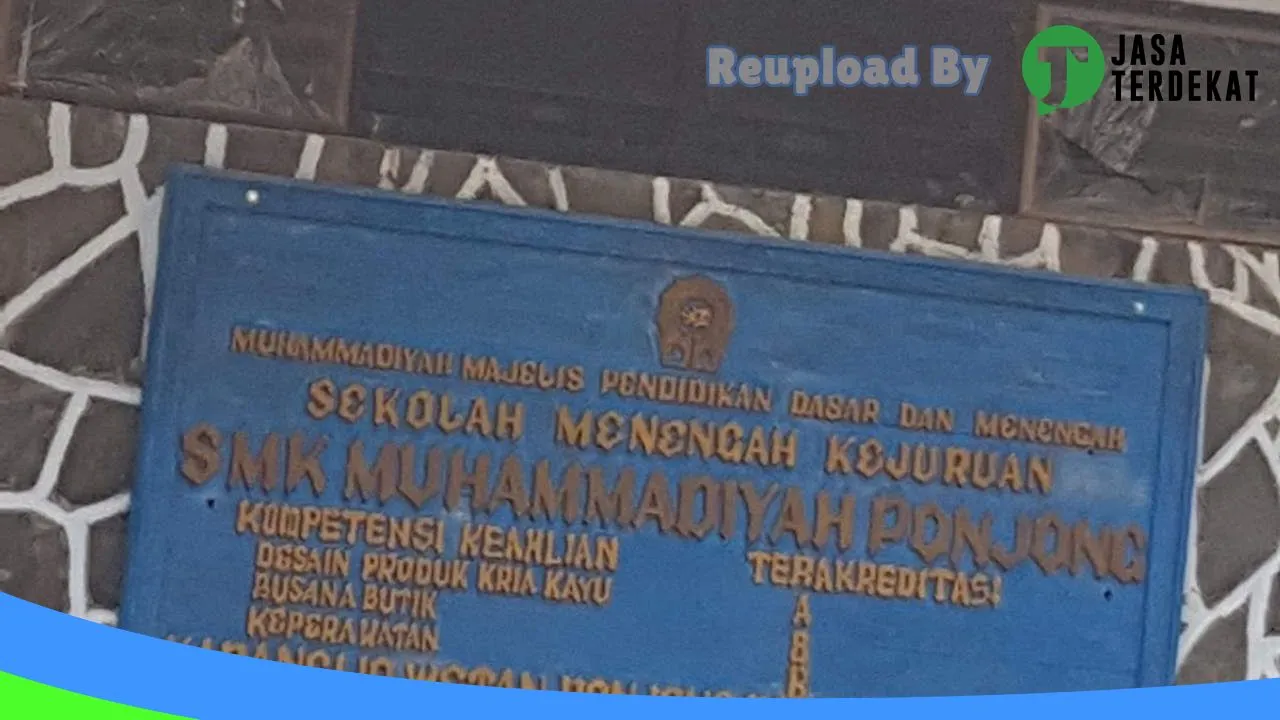 Reupload By
JASA
TERDEKAT
MUHAMMADIYAH MAJELIS PENDIDIKAN DASAR DAN MENENGAH
SEKOLAH MENENGAH KEJURUAN
SMK MUHAMMADIYAH PONJONG
KOMPETENSI KEAHLIAN TERAKREDITASI
DESAIN PRODUK KRIA KAYU A
BUSANA BUTIK B
KEPERAWATAN B